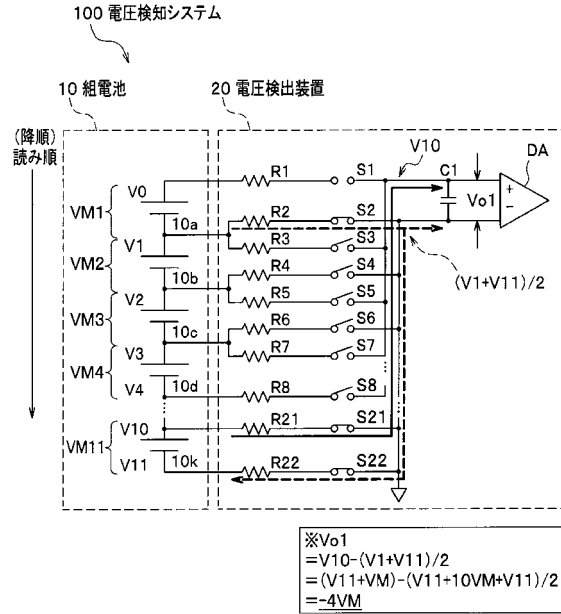 100 電圧検知システム
10 組電池
20 電圧検出装置
(降順)
読み順
V0
R1
S1
V10
C1
DA
VM1
10a
R2
S2
+
Vo1
−
V1
R3
S3
VM2
10b
R4
S4
(V1+V11)/2
V2
R5
S5
VM3
10c
R6
S6
V3
R7
S7
VM4
V4
10d
R8
S8
V10
R21
S21
VM11
V11
10k
R22
S22
※Vo1
=V10-(V1+V11)/2
=(V11+VM)-(V11+10VM+V11)/2
=-4VM